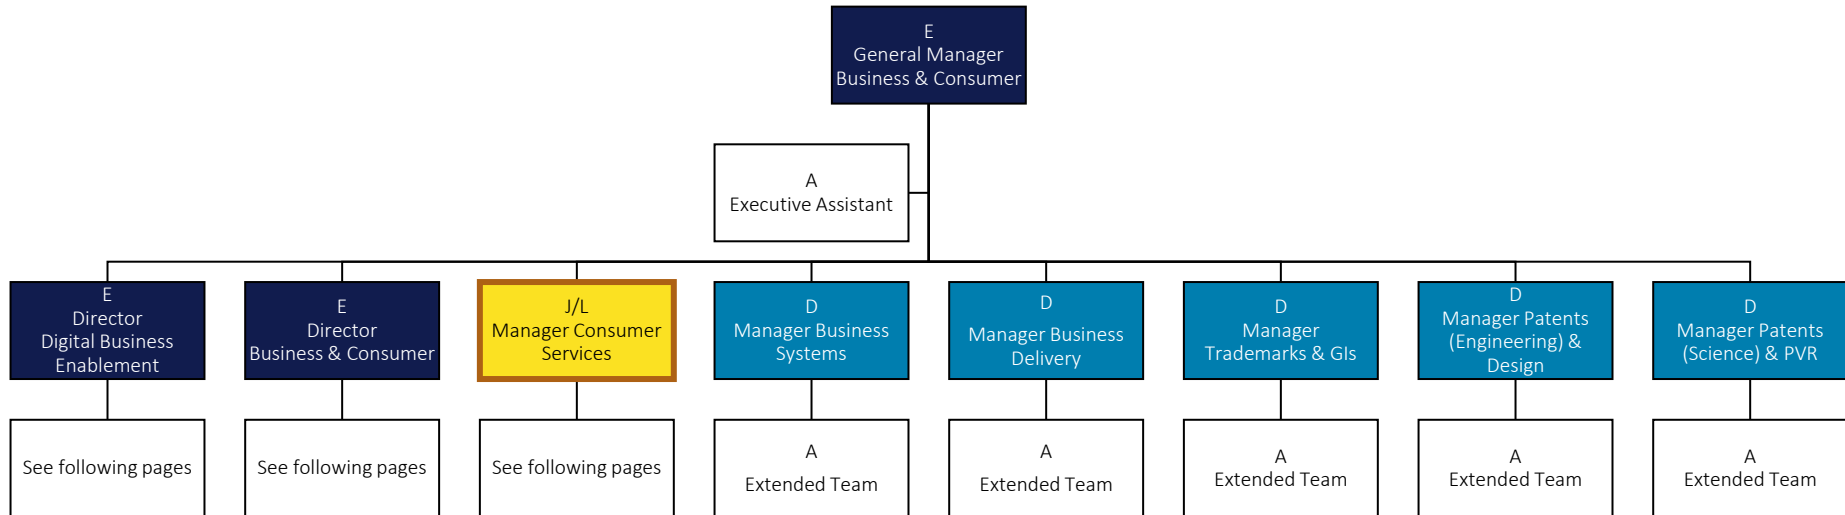 E
General Manager
Business & Consumer
A
Executive Assistant
E
Director
Digital Business
Enablement
E
Director
Business & Consumer
J/L
Manager Consumer
Services
D
Manager Business
Systems
D
Manager Business
Delivery
D
Manager
Trademarks & GIs
D
Manager Patents
(Engineering) &
Design
D
Manager Patents
(Science) & PVR
See following pages
See following pages
See following pages
A
Extended Team
A
Extended Team
A
Extended Team
A
Extended Team
A
Extended Team